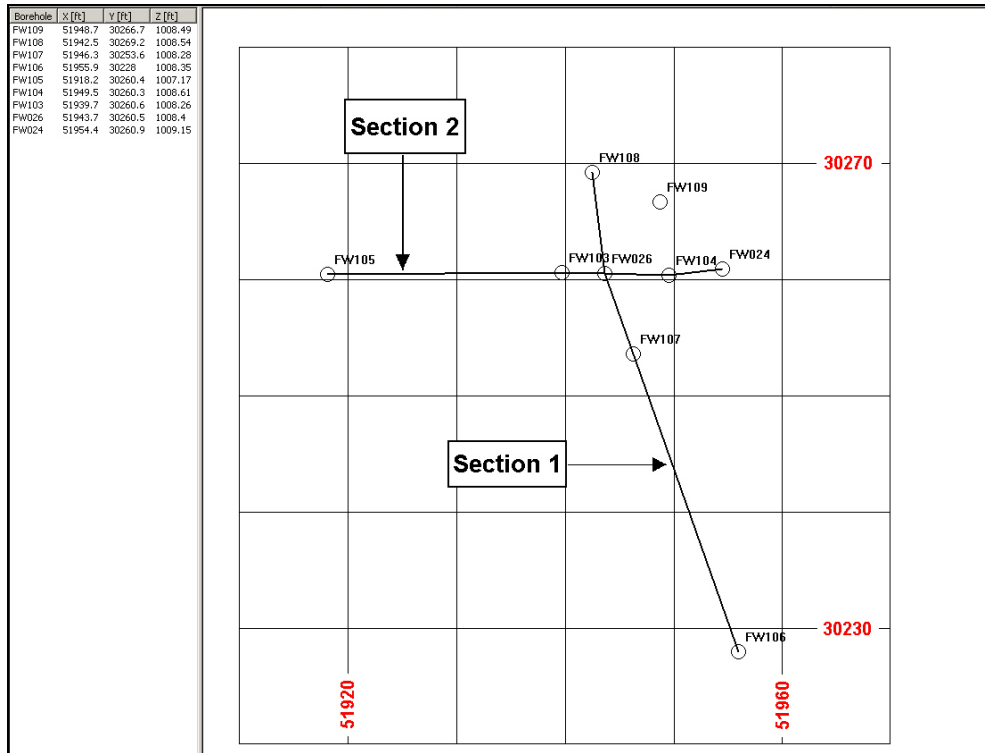 Borehole X [ft] Y [ft] Z [ft]
FW109 51948.7 30266.7 1008.49
FW108 51942.5 30269.2 1008.54
FW107 51946.3 30253.6 1008.28
FW106 51955.9 30228 1008.35
FW105 51918.2 30260.4 1007.17
FW104 51949.5 30260.3 1008.61
FW103 51939.7 30260.6 1008.26
FW026 51943.7 30260.5 1008.4
FW024 51954.4 30260.9 1009.15
Section 2
FW108
30270
FW109
FW105
FW103
FW026
FW104
FW024
FW107
Section 1
30230
FW106
51920
51960